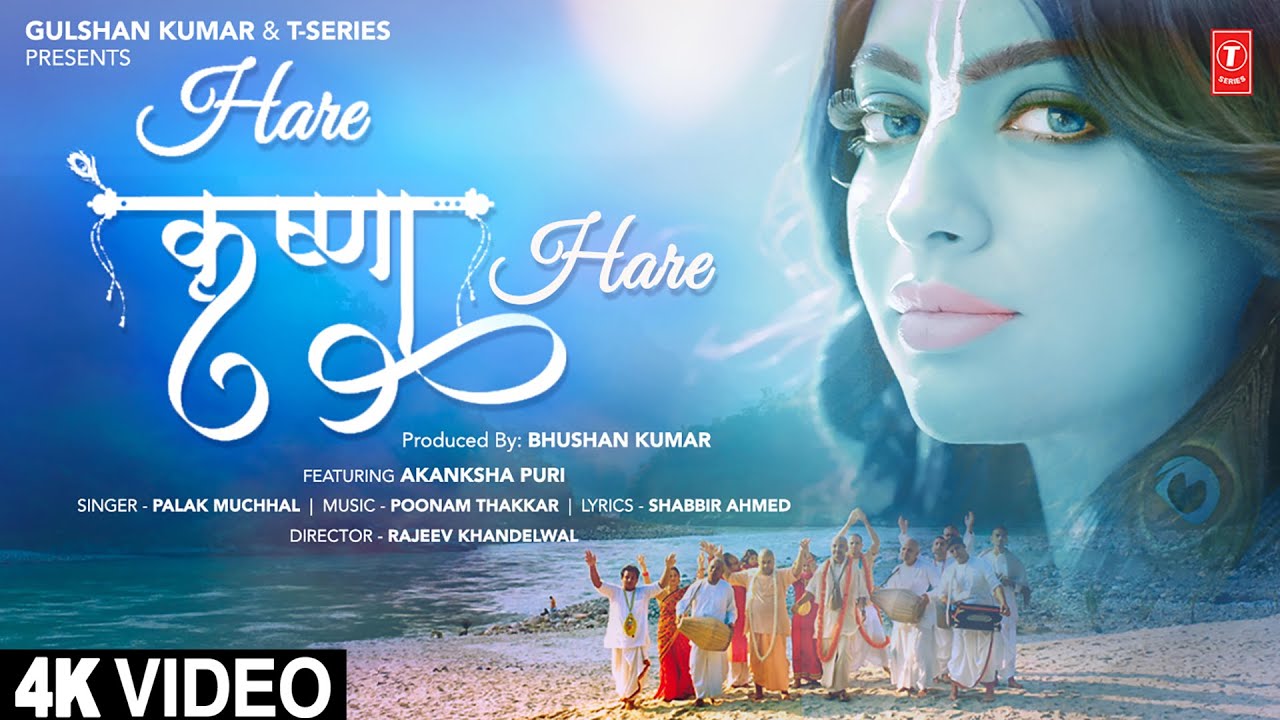 GULSHAN KUMAR & T-SERIES
PRESENTS
T
SERIES
Hare
कृष्णा
Hare
Produced By: BHUSHAN KUMAR
FEATURING AKANKSHA PURI
SINGER - PALAK MUCHHAL | MUSIC - POONAM THAKKAR | LYRICS - SHABBIR AHMED
DIRECTOR - RAJEEV KHANDELWAL
4K VIDEO